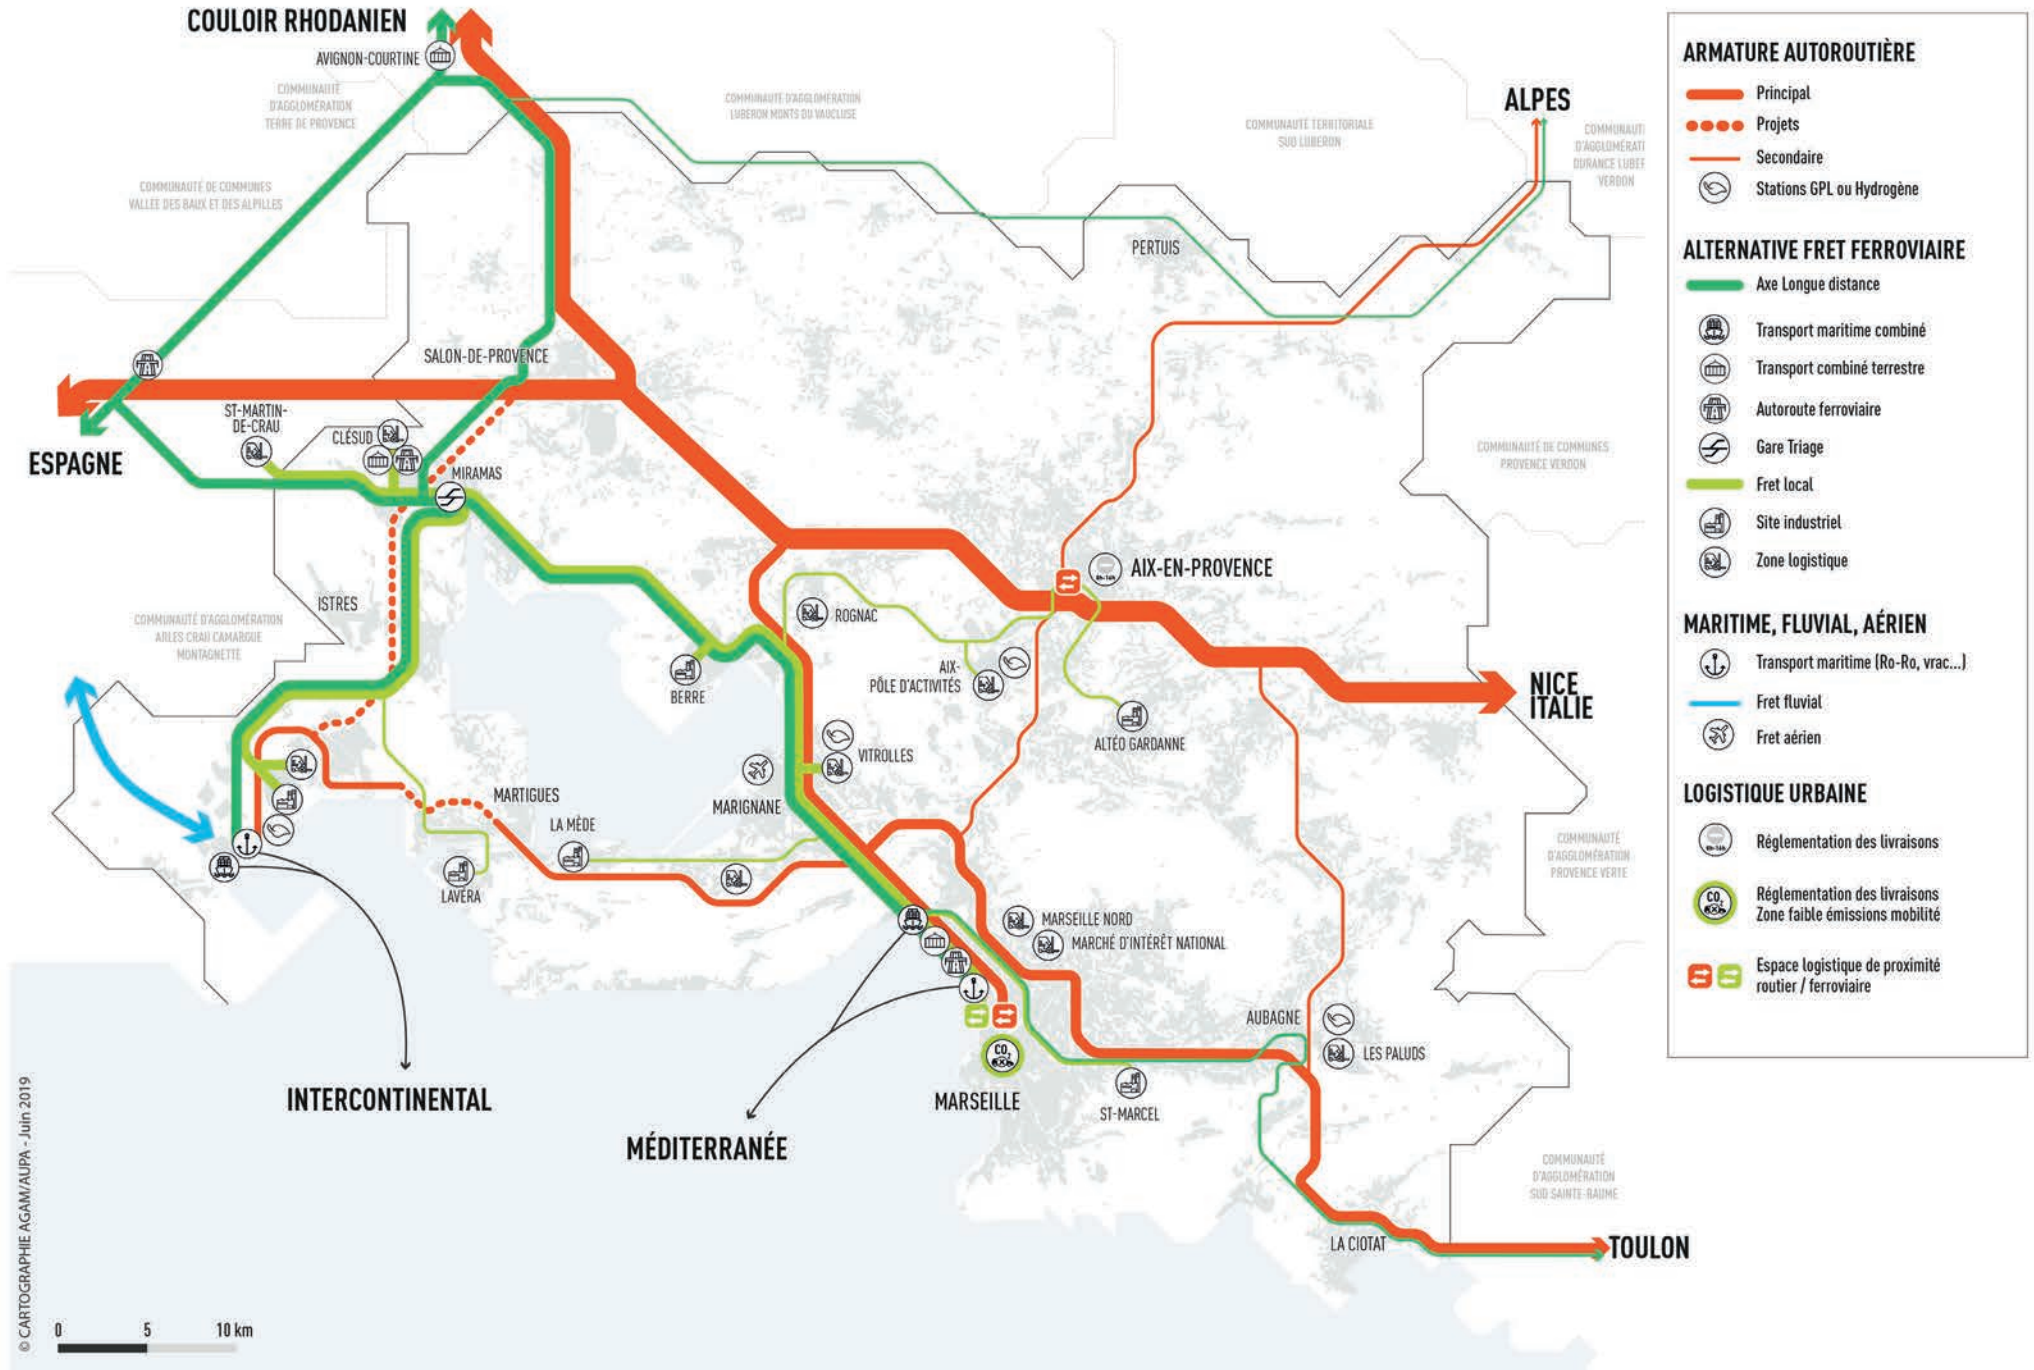 COULOIR RHODANIEN
AVIGNON-COURTINE
COMMUNAUTÉ
D'AGGLOMÉRATION
TERRE DE PROVENCE
COMMUNAUTÉ D'AGGLOMÉRATION
LUBERON MONTS DU VAUCLUSE
COMMUNAUTÉ TERRITORIALE
SUD LUBERON
ALPES
COMMUNAUT
D'AGGLOMÉRATI
DURANCE LUBER
VERDON
COMMUNAUTÉ DE COMMUNES
VALLÉE DES BAUX ET DES ALPILLES
PERTUIS
SALON-DE-PROVENCE
ST-MARTIN-
DE-CRAU
CLÉSUD
ESPAGNE
MIRAMAS
COMMUNAUTÉ DE COMMUNES
PROVENCE VERDON
AIX-EN-PROVENCE
ISTRES
ROGNAC
COMMUNAUTÉ D'AGGLOMÉRATION
ARLES CRAU CAMARGUE
MONTAGNETTE
AIX-
PÔLE D'ACTIVITÉS
BERRE
NICE
ITALIE
ALTÉO GARDANNE
VITROLLES
MARIGNANE
MARTIGUES
LA MÈDE
LAVÉRA
COMMUNAUTÉ
D'AGGLOMÉRATION
PROVENCE VERTE
MARSEILLE NORD
MARCHÉ D'INTÉRÊT NATIONAL
AUBAGNE
LES PALUDS
CO2
INTERCONTINENTAL
MARSEILLE
ST-MARCEL
MÉDITERRANÉE
COMMUNAUTÉ
D'AGGLOMÉRATION
SUD SAINTE-BAUME
LA CIOTAT
TOULON
© CARTOGRAPHIE AGAM/AUPA - Juin 2019
0 5 10 km
ARMATURE AUTOROUTIÈRE
Principal
Projets
Secondaire
Stations GPL ou Hydrogène
ALTERNATIVE FRET FERROVIAIRE
Axe Longue distance
Transport maritime combiné
Transport combiné terrestre
Autoroute ferroviaire
Gare Triage
Fret local
Site industriel
Zone logistique
MARITIME, FLUVIAL, AÉRIEN
Transport maritime (Ro-Ro, vrac...)
Fret fluvial
Fret aérien
LOGISTIQUE URBAINE
Réglementation des livraisons
CO2
Réglementation des livraisons
Zone faible émissions mobilité
Espace logistique de proximité
routier / ferroviaire